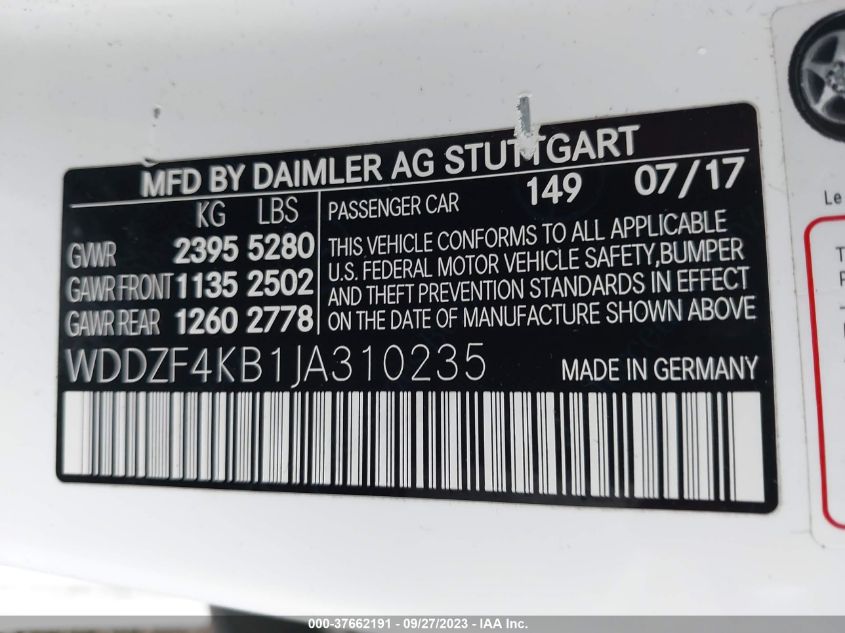 MFD BY DAIMLER AG STUTTGART
149 07/17
KG LBS
GVWR 2395 5280
GAWR FRONT 1135 2502
GAWR REAR 1260 2778
PASSENGER CAR
THIS VEHICLE CONFORMS TO ALL APPLICABLE
U.S. FEDERAL MOTOR VEHICLE SAFETY,BUMPER
AND THEFT PREVENTION STANDARDS IN EFFECT
ON THE DATE OF MANUFACTURE SHOWN ABOVE
WDDZF4KB1JA310235 MADE IN GERMANY
Le
000-37662191 - 09/27/2023 - IAA Inc.